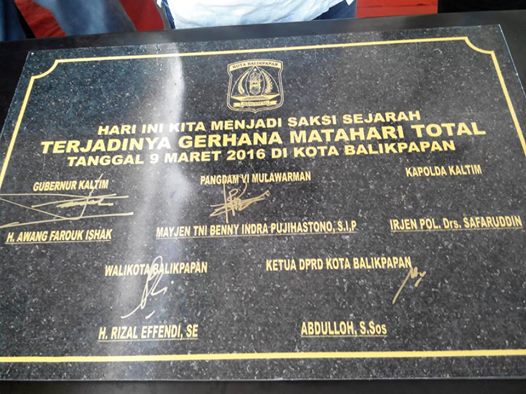 KOTA BALIKPAPAN
HARI INI KITA MENJADI SAKSI SEJARAH
TERJADINYA GERHANA MATAHARI TOTAL
TANGGAL 9 MARET 2016 DI KOTA BALIKPAPAN
GUBERNUR KALTIM PANGDAM VI MULAWARMAN KAPOLDA KALTIM
H. AWANG FAROUK ISHAK MAYJEN TNI BENNY INDRA PUJIHASTONO, S.I.P IRJEN POL. Drs. SAFARUDDIN
WALIKOTA BALIKPAPAN KETUA DPRD KOTA BALIKPAPAN
H. RIZAL EFFENDI, SE ABDULLOH, S.Sos